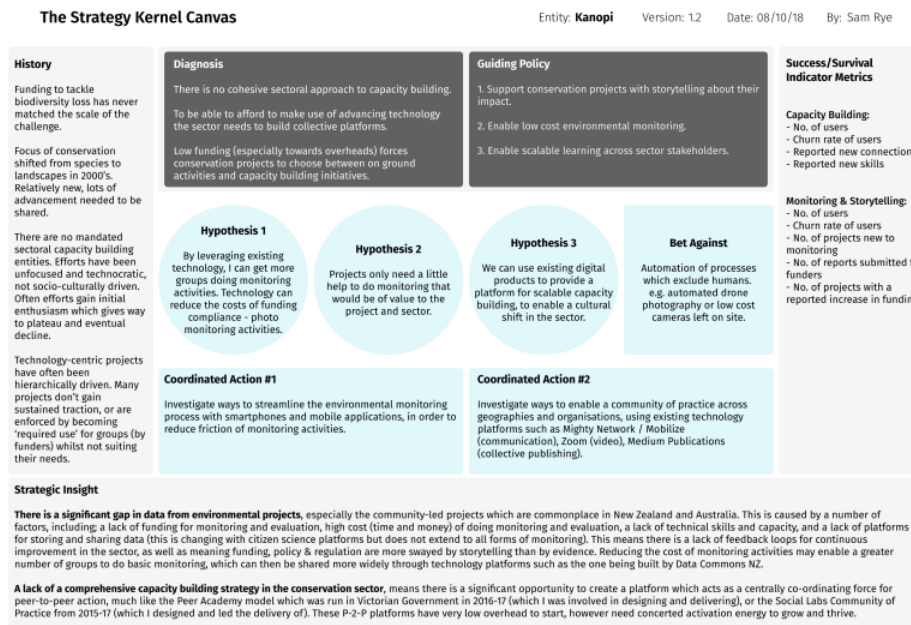 The Strategy Kernel Canvas
Entity: Kanopi Version: 1.2 Date: 08/10/18 By: Sam Rye
History
Funding to tackle
biodiversity loss has never
matched the scale of the
challenge.
Focus of conservation
shifted from species to
landscapes in 2000's.
Relatively new, lots of
advancement needed to be
shared.
There are no mandated
sectoral capacity building
entities. Efforts have been
unfocused and technocratic,
not socio-culturally driven.
Often efforts gain initial
enthusiasm which gives way
to plateau and eventual
decline.
Technology-centric projects
have often been
hierarchically driven. Many
projects don't gain
sustained traction, or are
enforced by becoming
'required use' for groups (by
funders) whilst not suiting
their needs.
Diagnosis
There is no cohesive sectoral approach to capacity building.
To be able to afford to make use of advancing technology
the sector needs to build collective platforms.
Low funding (especially towards overheads) forces
conservation projects to choose between on ground
activities and capacity building initiatives.
Guiding Policy
1. Support conservation projects with storytelling about their
impact.
2. Enable low cost environmental monitoring.
3. Enable scalable learning across sector stakeholders.
Hypothesis 1
By leveraging existing
technology, I can get more
groups doing monitoring
activities. Technology can
reduce the costs of funding
compliance - photo
monitoring activities.
Hypothesis 2
Projects only need a little
help to do monitoring that
would be of value to the
project and sector.
Hypothesis 3
We can use existing digital
products to provide a
platform for scalable capacity
building, to enable a cultural
shift in the sector.
Bet Against
Automation of processes
which exclude humans.
e.g. automated drone
photography or low cost
cameras left on site.
Coordinated Action #1
Investigate ways to streamline the environmental monitoring
process with smartphones and mobile applications, in order to
reduce friction of monitoring activities.
Coordinated Action #2
Investigate ways to enable a community of practice across
geographies and organisations, using existing technology
platforms such as Mighty Network / Mobilize
(communication), Zoom (video), Medium Publications
(collective publishing).
Success/Survival
Indicator Metrics
Capacity Building:
- No. of users
- Churn rate of users
- Reported new connection
- Reported new skills
Monitoring & Storytelling:
- No. of users
- Churn rate of users
- No. of projects new to
monitoring
- No. of reports submitted
funders
- No. of projects with a
reported increase in fundin
Strategic Insight
There is a significant gap in data from environmental projects, especially the community-led projects which are commonplace in New Zealand and Australia. This is caused by a number of
factors, including; a lack of funding for monitoring and evaluation, high cost (time and money) of doing monitoring and evaluation, a lack of technical skills and capacity, and a lack of platforms
for storing and sharing data (this is changing with citizen science platforms but does not extend to all forms of monitoring). This means there is a lack of feedback loops for continuous
improvement in the sector, as well as meaning funding, policy & regulation are more swayed by storytelling than by evidence. Reducing the cost of monitoring activities may enable a greater
number of groups to do basic monitoring, which can then be shared more widely through technology platforms such as the one being built by Data Commons NZ.
A lack of a comprehensive capacity building strategy in the conservation sector, means there is a significant opportunity to create a platform which acts as a centrally co-ordinating force for
peer-to-peer action, much like the Peer Academy model which was run in Victorian Government in 2016-17 (which I was involved in designing and delivering), or the Social Labs Community of
Practice from 2015-17 (which I designed and led the delivery of). These P-2-P platforms have very low overhead to start, however need concerted activation energy to grow and thrive.